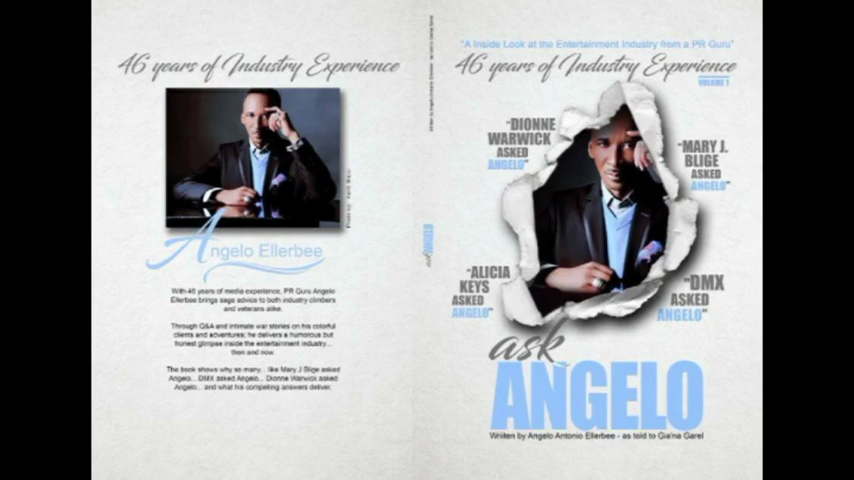 46 years of Industry Experience
Angelo Ellerbee
With 46 years of media experience, PR Guru Angelo
Ellerbee brings sage advice to both industry climbers
and veterans alike.
Through Q&A and intimate war stories on his colorful
clients and adventures; he delivers a humorous but
honest glimpse inside the entertainment industry...
then and now.
The book shows why so many... like Mary J Blige asked
Angelo... DMX asked Angelo... Dionne Warwick asked
Angelo... and what his compelling answers deliver.
ask ANGELO
"A Inside Look at the Entertainment Industry from a PR Guru"
46 years of Industry Experience
VOLUME 1
"DIONNE
WARWICK
ASKED
ANGELO"
"MARY J.
BLIGE
ASKED
ANGELO"
"ALICIA
KEYS
ASKED
ANGELO"
"DMX
ASKED
ANGELO"
ask
ANGELO
Written by Angelo Antonio Ellerbee - as told to Gia'na Garel